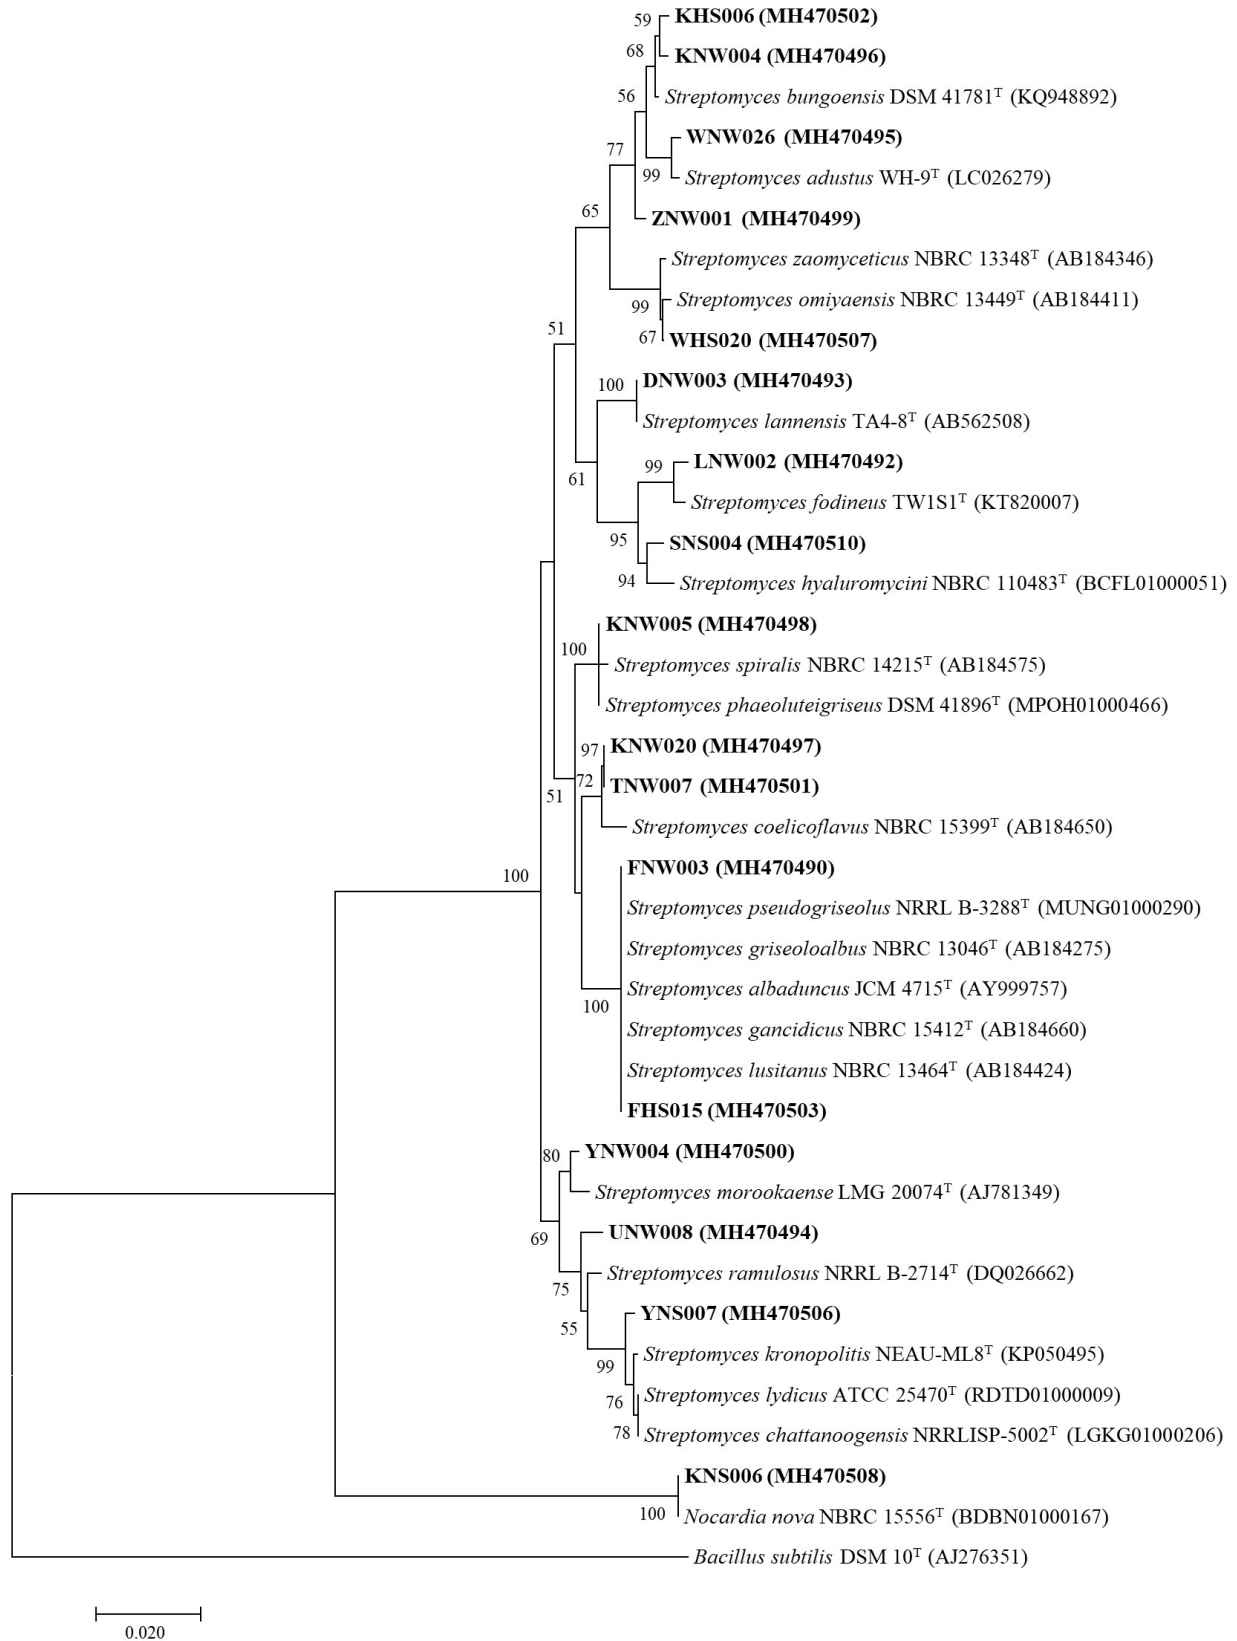 59
KHS006 (MH470502)
68
KNW004 (MH470496)
56
Streptomyces bungoensis DSM 41781ᵀ (KQ948892)
WNW026 (MH470495)
77
99
Streptomyces adustus WH-9ᵀ (LC026279)
65
ZNW001 (MH470499)
Streptomyces zaomyceticus NBRC 13348ᵀ (AB184346)
99
Streptomyces omiyaensis NBRC 13449ᵀ (AB184411)
51
67
WHS020 (MH470507)
100
DNW003 (MH470493)
Streptomyces lannensis TA4-8ᵀ (AB562508)
61
99
LNW002 (MH470492)
Streptomyces fodineus TW1S1ᵀ (KT820007)
95
SNS004 (MH470510)
94
Streptomyces hyaluromycini NBRC 110483ᵀ (BCFL01000051)
KNW005 (MH470498)
100
Streptomyces spiralis NBRC 14215ᵀ (AB184575)
Streptomyces phaeoluteigriseus DSM 41896ᵀ (MPOH01000466)
97
KNW020 (MH470497)
51
72
TNW007 (MH470501)
Streptomyces coelicoflavus NBRC 15399ᵀ (AB184650)
100
FNW003 (MH470490)
Streptomyces pseudogriseolus NRRL B-3288ᵀ (MUNG01000290)
Streptomyces griseoloalbus NBRC 13046ᵀ (AB184275)
100
Streptomyces albaduncus JCM 4715ᵀ (AY999757)
Streptomyces gancidicus NBRC 15412ᵀ (AB184660)
Streptomyces lusitanus NBRC 13464ᵀ (AB184424)
FHS015 (MH470503)
80
YNW004 (MH470500)
Streptomyces morookaense LMG 20074ᵀ (AJ781349)
69
UNW008 (MH470494)
75
Streptomyces ramulosus NRRL B-2714ᵀ (DQ026662)
55
YNS007 (MH470506)
99
Streptomyces kronopolitis NEAU-ML8ᵀ (KP050495)
76
Streptomyces lydicus ATCC 25470ᵀ (RDTD01000009)
78
Streptomyces chattanoogensis NRRLISP-5002ᵀ (LGKG01000206)
KNS006 (MH470508)
100
Nocardia nova NBRC 15556ᵀ (BDBN01000167)
Bacillus subtilis DSM 10ᵀ (AJ276351)
0.020